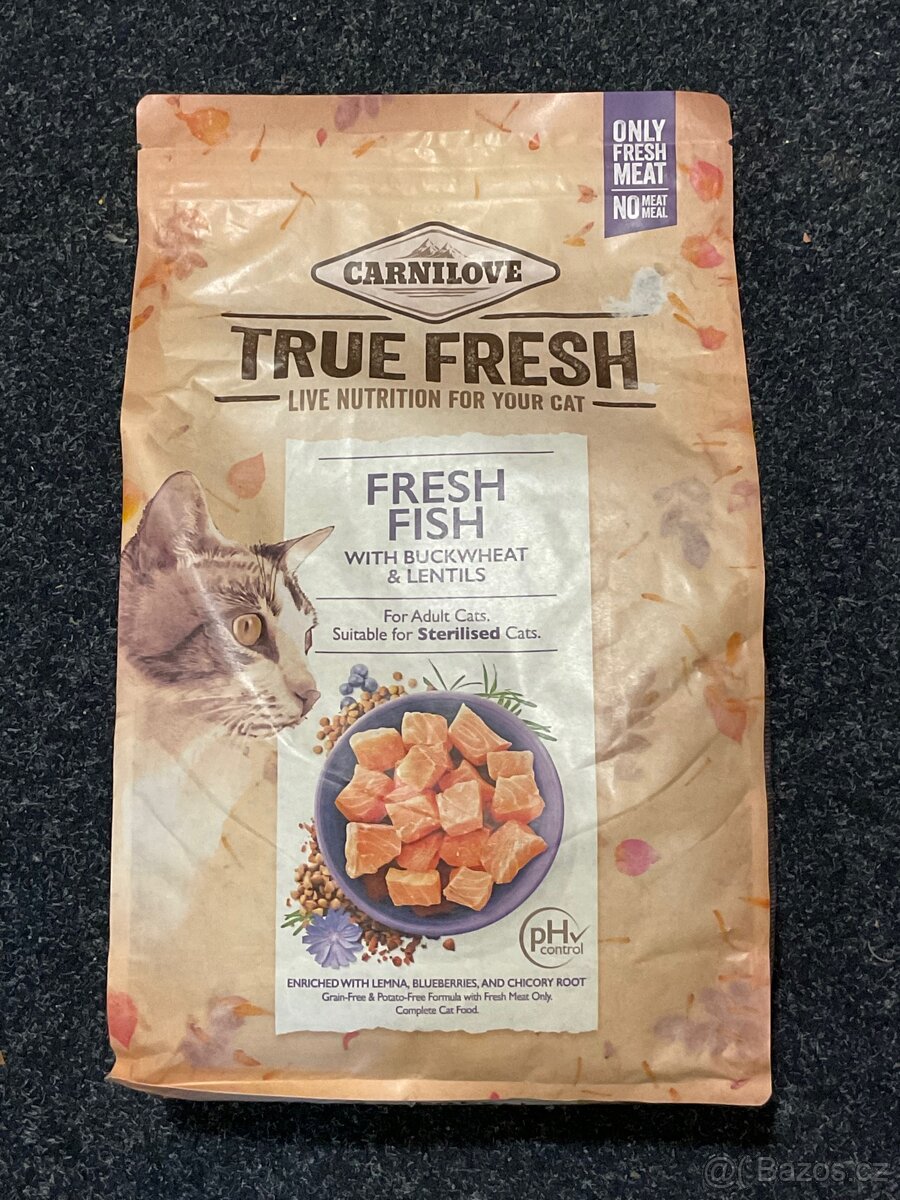 ONLY
FRESH
MEAT
NO MEAT MEAL
CARNILOVE
TRUE FRESH
LIVE NUTRITION FOR YOUR CAT
FRESH
FISH
WITH BUCKWHEAT
& LENTILS
For Adult Cats.
Suitable for Sterilised Cats.
pH
control
ENRICHED WITH LEMNA, BLUEBERRIES, AND CHICORY ROOT
Grain-Free & Potato-Free Formula with Fresh Meat Only.
Complete Cat Food.
@( Bazos.cz